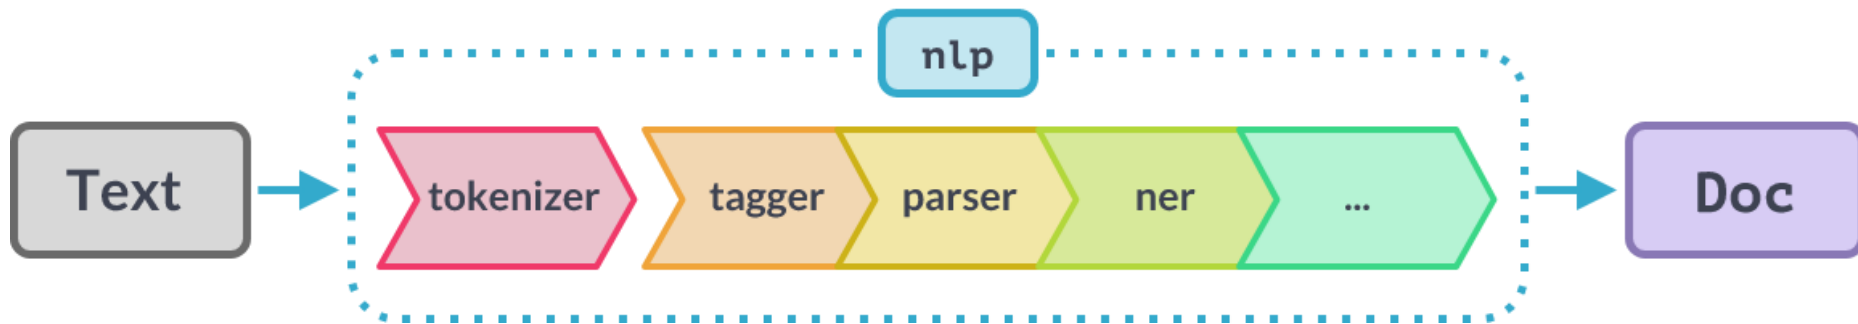 nlp
Text
tokenizer
tagger
parser
ner
...
Doc